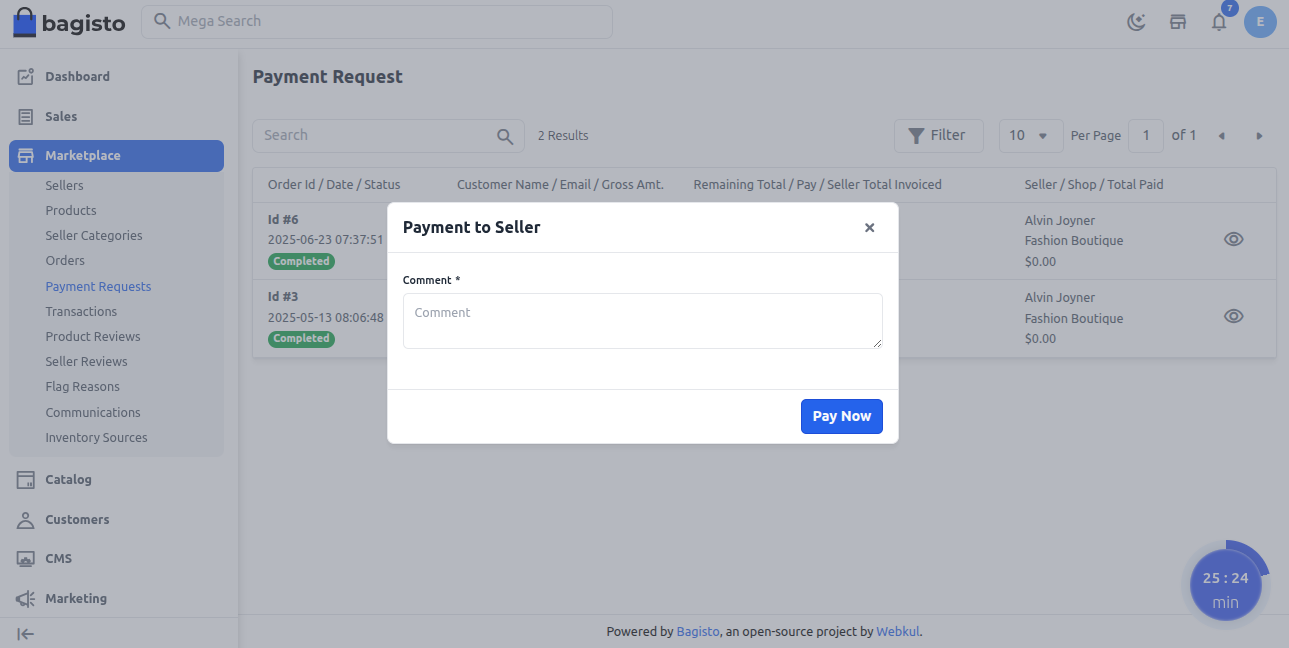 bagisto
Mega Search
7
E
Dashboard
Sales
Marketplace
Sellers
Products
Seller Categories
Orders
Payment Requests
Transactions
Product Reviews
Seller Reviews
Flag Reasons
Communications
Inventory Sources
Catalog
Customers
CMS
Marketing
Payment Request
Search
2 Results
Filter
10
Per Page
1
of 1
Order Id / Date / Status
Customer Name / Email / Gross Amt.
Remaining Total / Pay / Seller Total Invoiced
Seller / Shop / Total Paid
Id #6
2025-06-23 07:37:51
Completed
Alvin Joyner
Fashion Boutique
$0.00
Id #3
2025-05-13 08:06:48
Completed
Alvin Joyner
Fashion Boutique
$0.00
Payment to Seller
Comment *
Comment
Pay Now
25 : 24
min
Powered by Bagisto, an open-source project by Webkul.